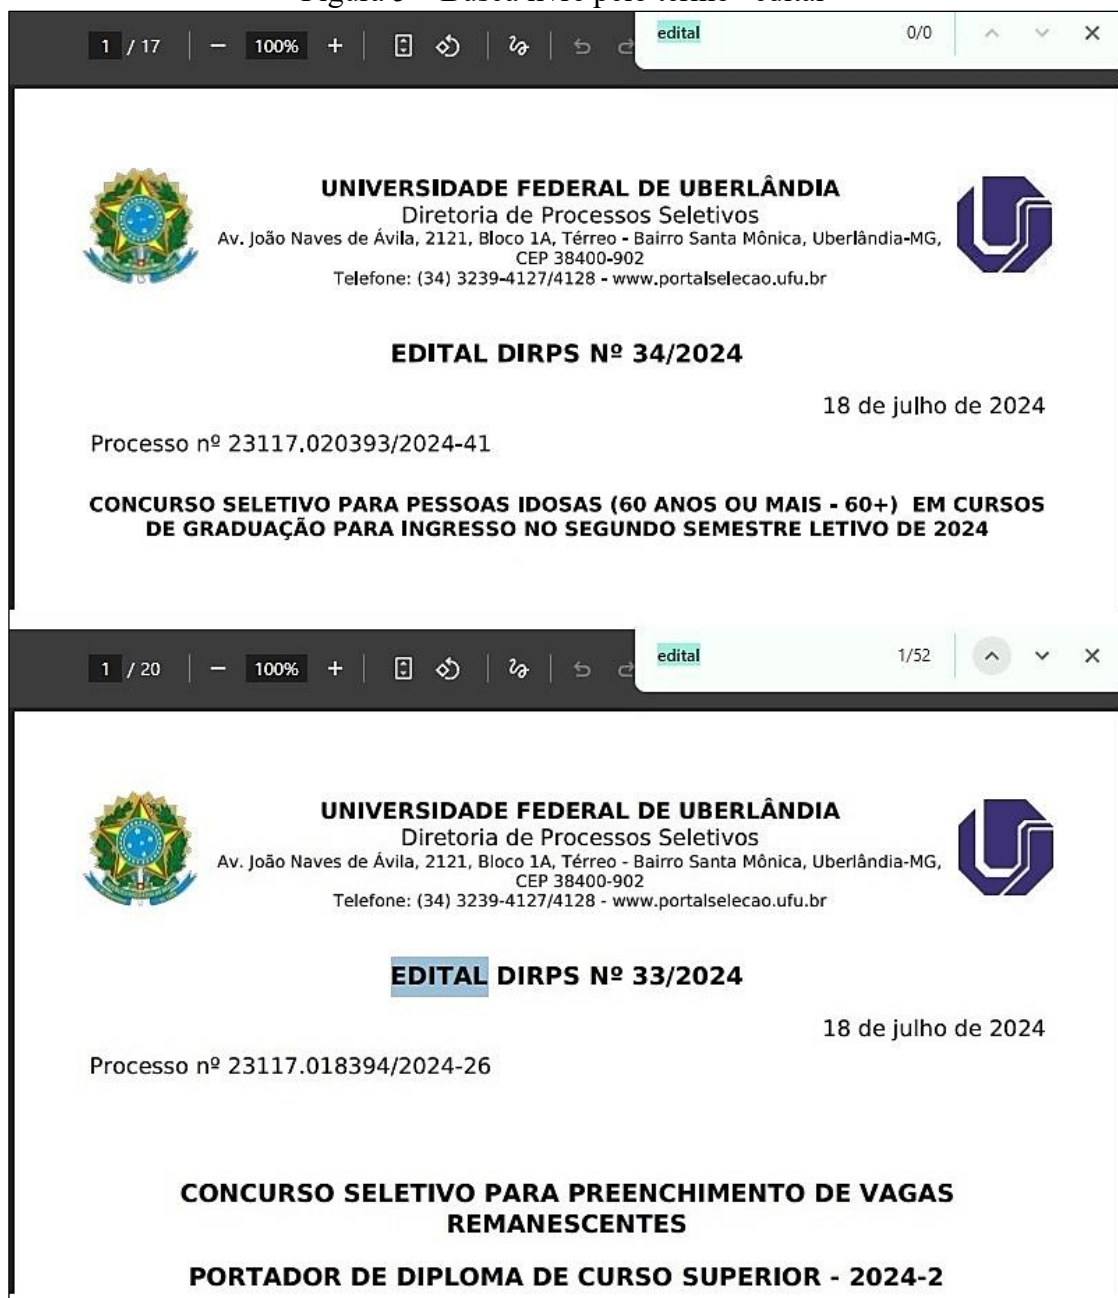 1 / 17 100% edital 0/0
UNIVERSIDADE FEDERAL DE UBERLÂNDIA
Diretoria de Processos Seletivos
Av. João Naves de Ávila, 2121, Bloco 1A, Térreo - Bairro Santa Mônica, Uberlândia-MG,
CEP 38400-902
Telefone: (34) 3239-4127/4128 - www.portalselecao.ufu.br
EDITAL DIRPS Nº 34/2024
18 de julho de 2024
Processo nº 23117.020393/2024-41
CONCURSO SELETIVO PARA PESSOAS IDOSAS (60 ANOS OU MAIS - 60+) EM CURSOS
DE GRADUAÇÃO PARA INGRESSO NO SEGUNDO SEMESTRE LETIVO DE 2024
1 / 20 100% edital 1/52
UNIVERSIDADE FEDERAL DE UBERLÂNDIA
Diretoria de Processos Seletivos
Av. João Naves de Ávila, 2121, Bloco 1A, Térreo - Bairro Santa Mônica, Uberlândia-MG,
CEP 38400-902
Telefone: (34) 3239-4127/4128 - www.portalselecao.ufu.br
EDITAL DIRPS Nº 33/2024
18 de julho de 2024
Processo nº 23117.018394/2024-26
CONCURSO SELETIVO PARA PREENCHIMENTO DE VAGAS
REMANESCENTES
PORTADOR DE DIPLOMA DE CURSO SUPERIOR - 2024-2